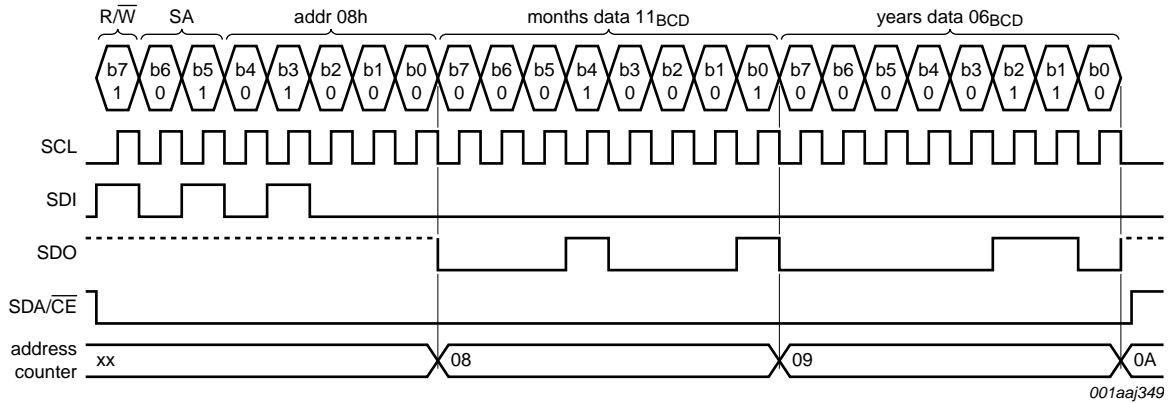 R/W SA addr 08h months data 11BCD years data 06BCD
b7 b6 b5 b4 b3 b2 b1 b0 b7 b6 b5 b4 b3 b2 b1 b0 b7 b6 b5 b4 b3 b2 b1 b0
1 0 1 0 1 0 0 0 0 0 0 1 0 0 0 1 0 0 0 0 0 1 1 0
SCL
SDI
SDO
SDA/CE
address
counter
xx 08 09 0A
001aaj349